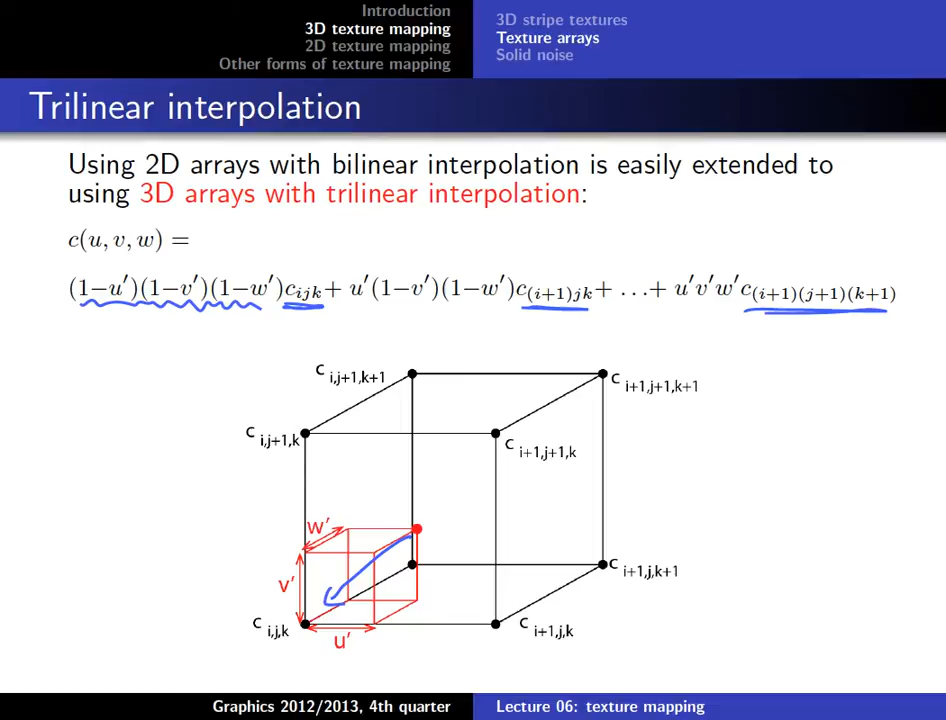 Introduction
3D texture mapping
2D texture mapping
Other forms of texture mapping
3D stripe textures
Texture arrays
Solid noise
Trilinear interpolation
Using 2D arrays with bilinear interpolation is easily extended to
using 3D arrays with trilinear interpolation:
c(u, v, w) =
(1−u′)(1−v′)(1−w′)c_{ijk}+ u′(1−v′)(1−w′)c_{(i+1)jk}+ ...+ u′v′w′c_{(i+1)(j+1)(k+1)}
c i,j+1,k+1
c i+1,j+1,k+1
c i,j+1,k
c i+1,j+1,k
w'
v'
c i+1,j,k+1
c i,j,k
u'
c i+1,j,k
Graphics 2012/2013, 4th quarter
Lecture 06: texture mapping